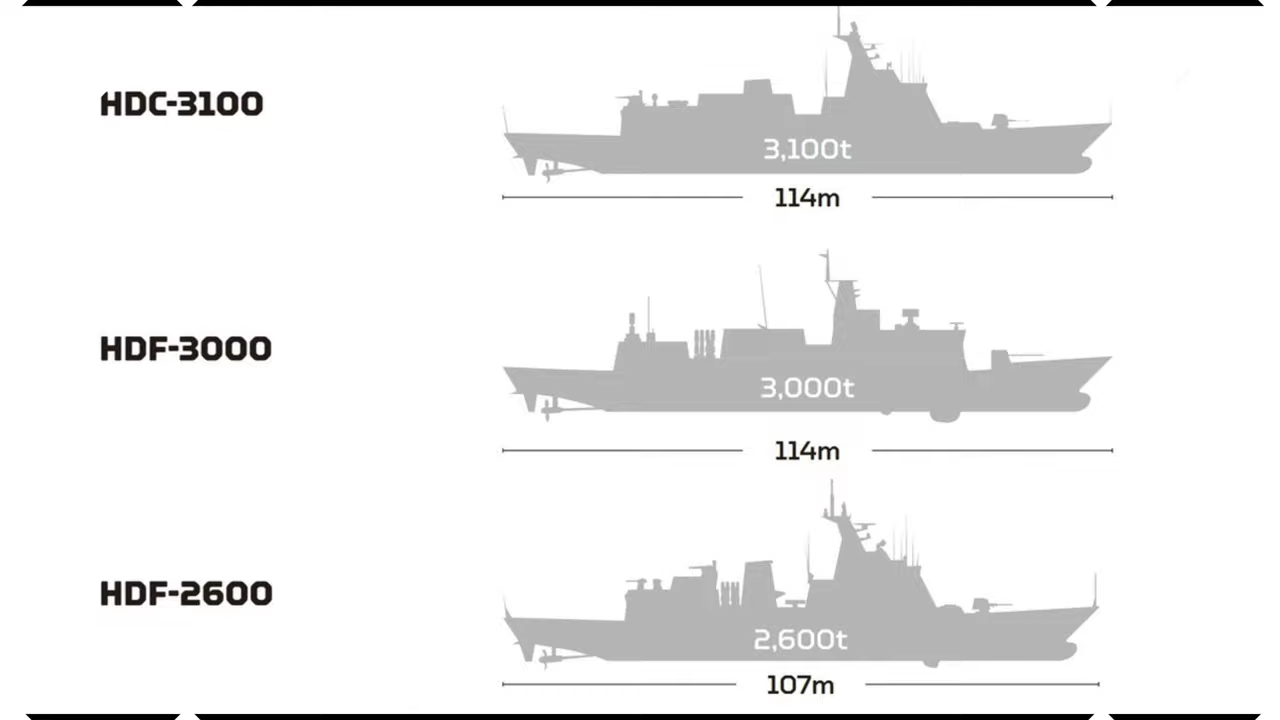 HDC-3100
3,100t
114m
HDF-3000
3,000t
114m
HDF-2600
2,600t
107m